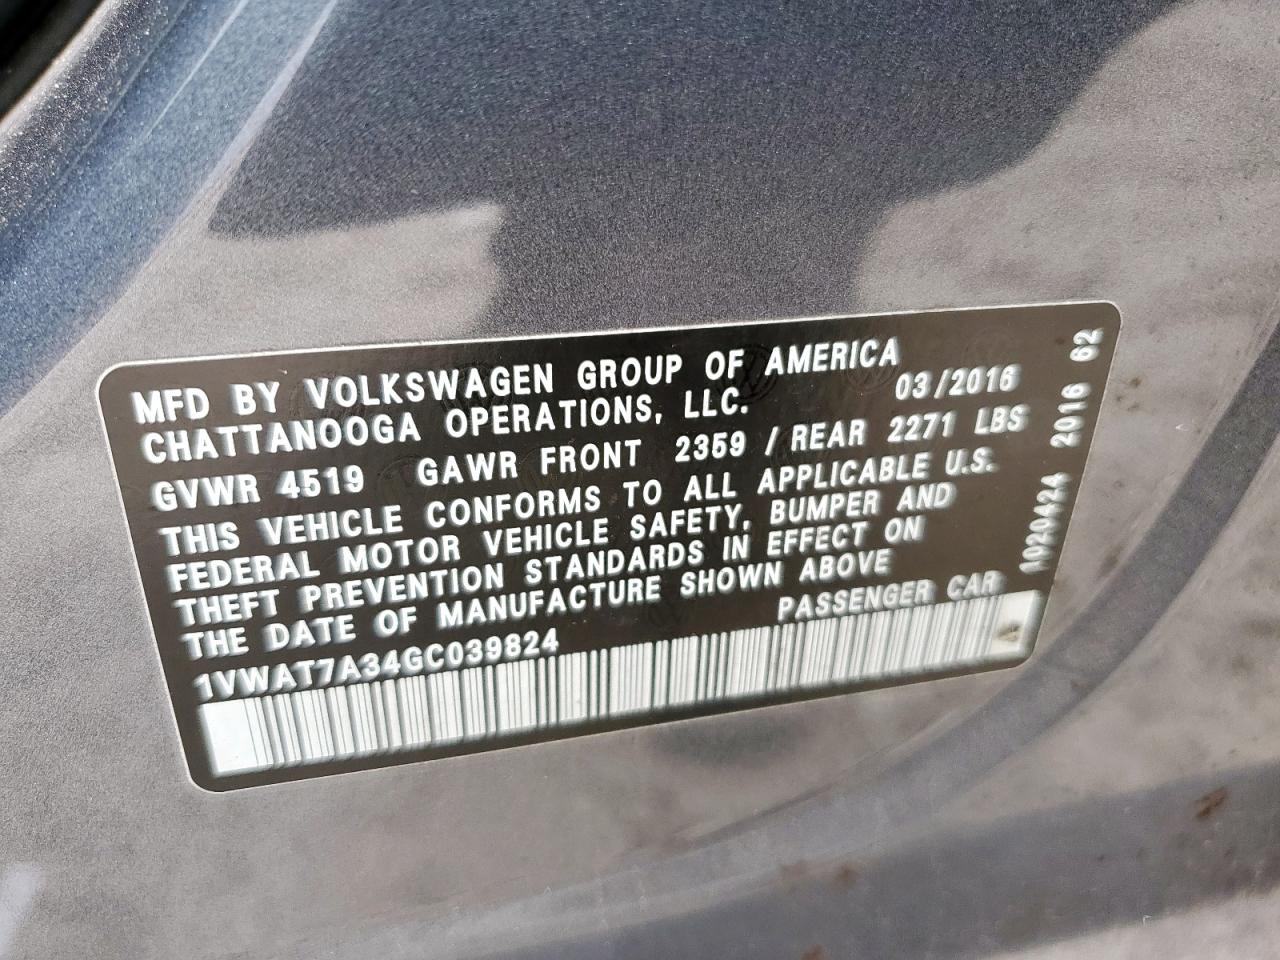 MFD BY VOLKSWAGEN GROUP OF AMERICA
CHATTANOOGA OPERATIONS, LLC. 03/2016
GVWR 4519 GAWR FRONT 2359 / REAR 2271 LBS
THIS VEHICLE CONFORMS TO ALL APPLICABLE U.S.
FEDERAL MOTOR VEHICLE SAFETY, BUMPER AND
THEFT PREVENTION STANDARDS IN EFFECT ON
THE DATE OF MANUFACTURE SHOWN ABOVE
PASSENGER CAR
1VWAT7A34GC039824
1020424 2016 62